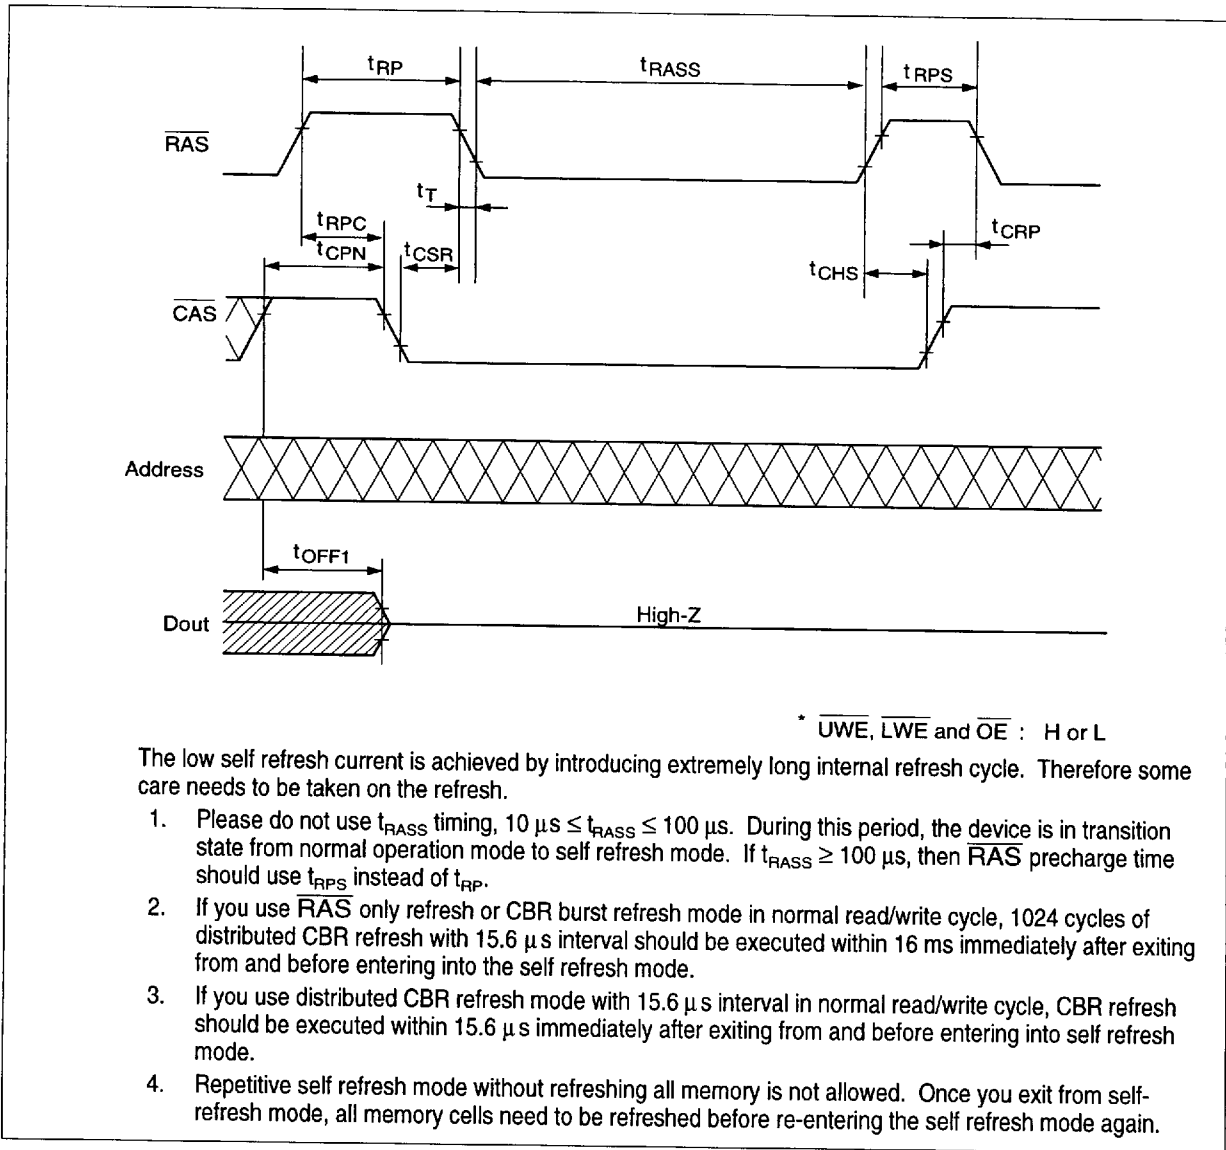 tRP
tRASS
tRPS
RAS
tT
tRPC
tCRP
tCPN
tCSR
tCHS
CAS
Address
tOFF1
Dout
High-Z
* UWE, LWE and OE : H or L
The low self refresh current is achieved by introducing extremely long internal refresh cycle. Therefore some
care needs to be taken on the refresh.
1. Please do not use tRASS timing, 10 µs ≤ tRASS ≤ 100 µs. During this period, the device is in transition
state from normal operation mode to self refresh mode. If tRASS ≥ 100 µs, then RAS precharge time
should use tRPS instead of tRP.
2. If you use RAS only refresh or CBR burst refresh mode in normal read/write cycle, 1024 cycles of
distributed CBR refresh with 15.6 µs interval should be executed within 16 ms immediately after exiting
from and before entering into the self refresh mode.
3. If you use distributed CBR refresh mode with 15.6 µs interval in normal read/write cycle, CBR refresh
should be executed within 15.6 µs immediately after exiting from and before entering into self refresh
mode.
4. Repetitive self refresh mode without refreshing all memory is not allowed. Once you exit from self-
refresh mode, all memory cells need to be refreshed before re-entering the self refresh mode again.